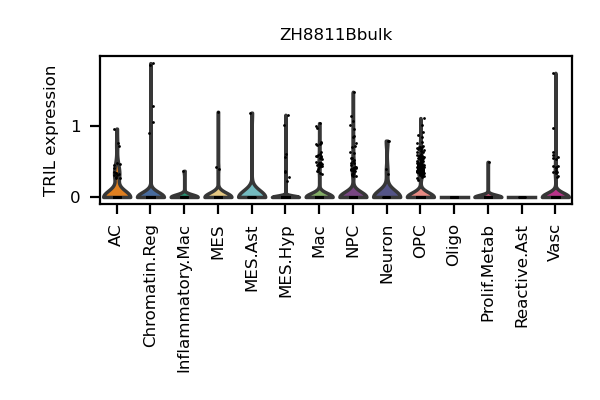 ZH8811Bbulk
TRIL expression
1
0
AC
Chromatin.Reg
Inflammatory.Mac
MES
MES.Ast
MES.Hyp
Mac
NPC
Neuron
OPC
Oligo
Prolif.Metab
Reactive.Ast
Vasc